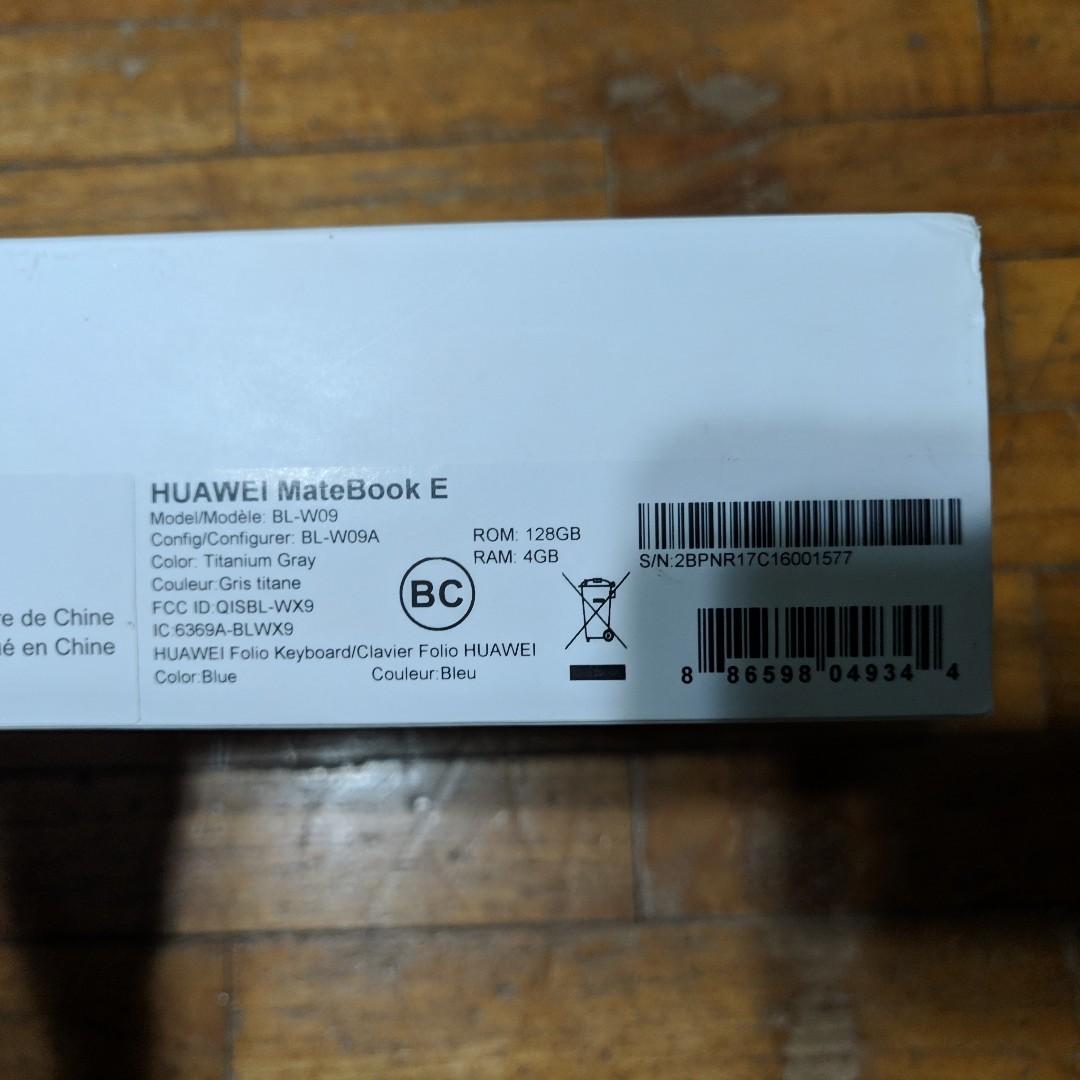 re de Chine
é en Chine
HUAWEI MateBook E
Model/Modèle: BL-W09
Config/Configurer: BL-W09A
Color: Titanium Gray
Couleur:Gris titane
FCC ID:QISBL-WX9
IC:6369A-BLWX9
HUAWEI Folio Keyboard/Clavier Folio HUAWEI
Color:Blue Couleur:Bleu
ROM: 128GB
RAM: 4GB
BC
S/N:2BPNR17C16001577
8 86598 04934 4